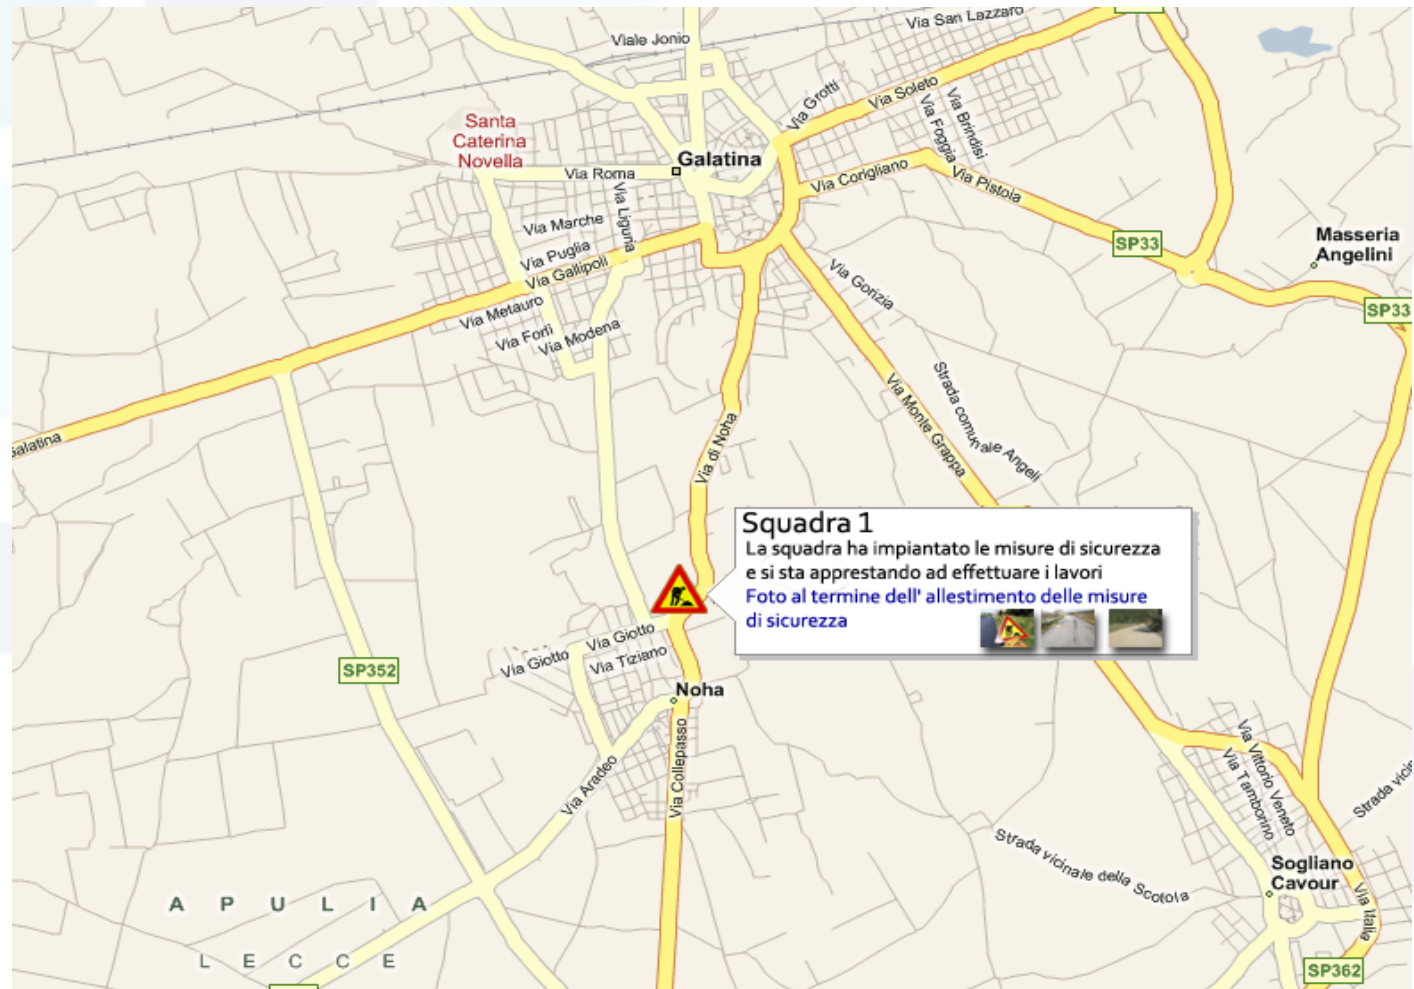 Via San Lazzaro
Viale Jonio
Via Grotti
Via Soleto
Via Brindisi
Via Foggia
Santa
Caterina
Novella
Galatina
Via Roma
Via Liguria
Via Corigliano
Via Pistoia
Via Marche
Via Puglia
Via Gallipoli
SP33
Masseria
Angelini
Via Gorizia
Via Metauro
SP33
Via Forlì
Via Modena
Strada comunale Angeli
Via Monte Grappa
Galatina
Via di Noha
Squadra 1
La squadra ha impiantato le misure di sicurezza
e si sta apprestando ad effettuare i lavori
Foto al termine dell' allestimento delle misure
di sicurezza
Via Giotto
Via Giotto
Via Tiziano
SP352
Noha
Via Collepasso
Via Aradeo
Via Vittorio Veneto
Via Tamborino
Strada vici
Strada vicinale della Scotola
Sogliano
Cavour
Via Italia
APULIA
LECCE
SP362